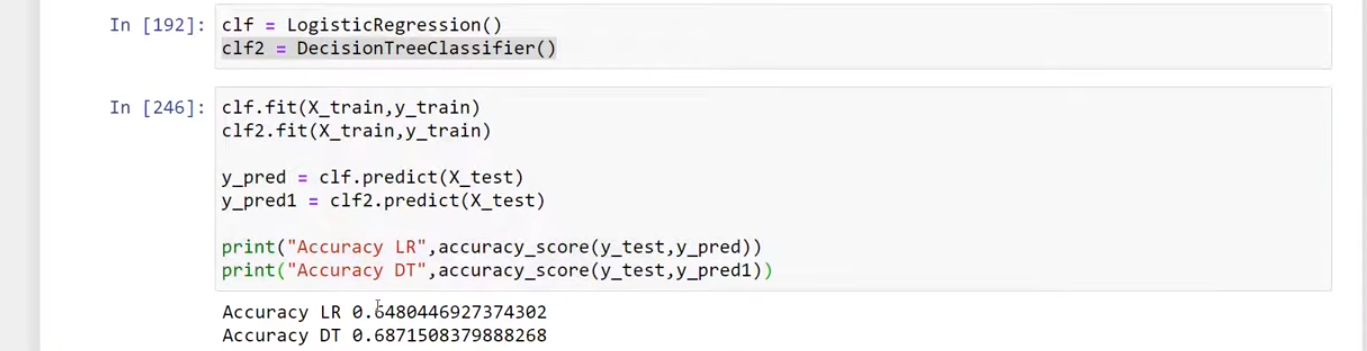 In [192]: clf = LogisticRegression()
clf2 = DecisionTreeClassifier()
In [246]: clf.fit(X_train,y_train)
clf2.fit(X_train,y_train)
y_pred = clf.predict(X_test)
y_pred1 = clf2.predict(X_test)
print("Accuracy LR",accuracy_score(y_test,y_pred))
print("Accuracy DT",accuracy_score(y_test,y_pred1))
Accuracy LR 0.6480446927374302
Accuracy DT 0.6871508379888268